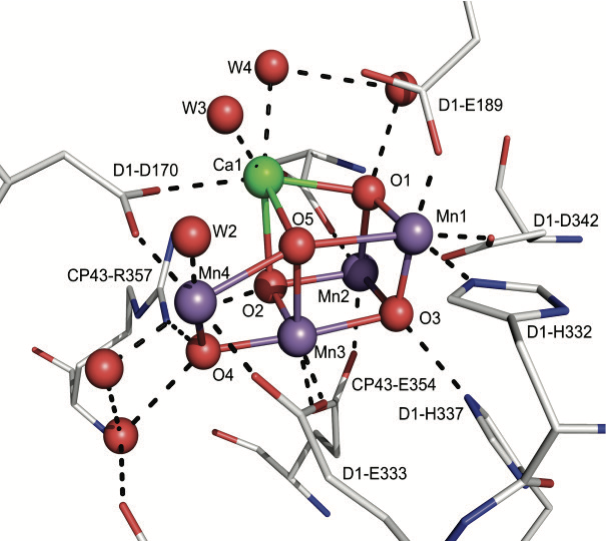 W4
W3
D1-E189
D1-D170
Ca1
O1
Mn1
D1-D342
W2
O5
CP43-R357
Mn4
Mn2
O2
O3
D1-H332
Mn3
O4
CP43-E354
D1-H337
D1-E333